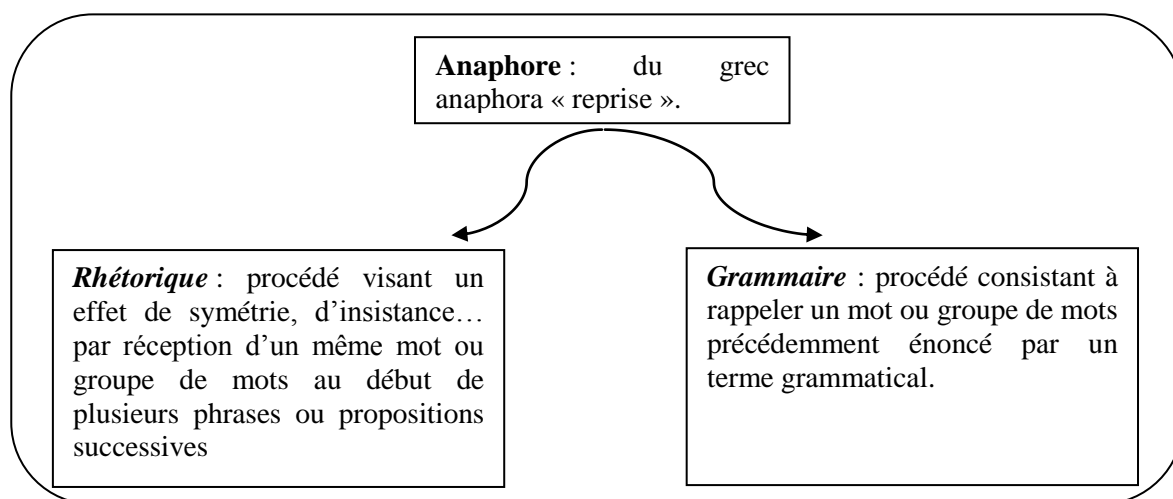 Anaphore : du grec
anaphora « reprise ».
Rhétorique : procédé visant un
effet de symétrie, d’insistance…
par réception d’un même mot ou
groupe de mots au début de
plusieurs phrases ou propositions
successives
Grammaire : procédé consistant à
rappeler un mot ou groupe de mots
précédemment énoncé par un
terme grammatical.